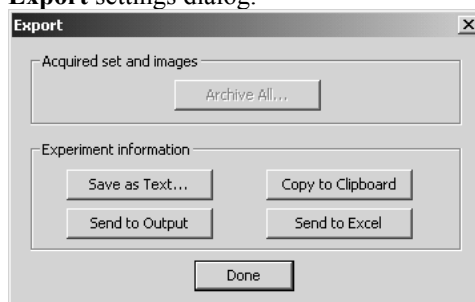 Export settings dialog.
Export
Acquired set and images
Archive All...
Experiment information
Save as Text... Copy to Clipboard
Send to Output Send to Excel
Done